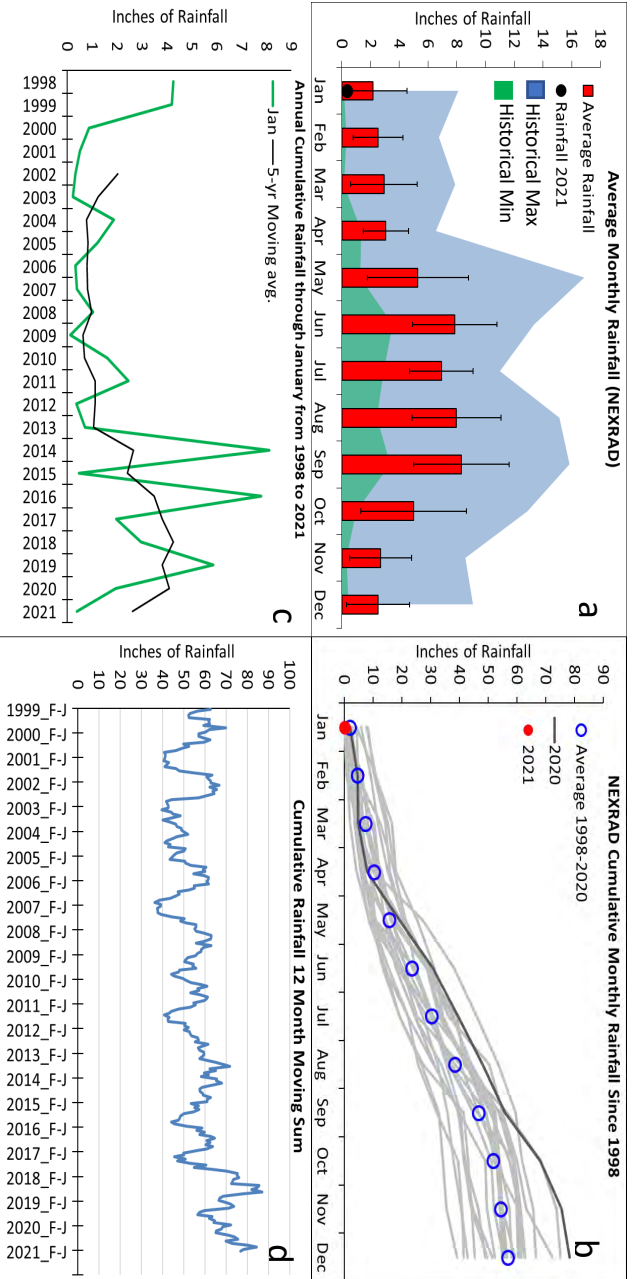 Average Monthly Rainfall (NEXRAD)
a
Inches of Rainfall
18
16
14
12
10
8
6
4
2
0
Average Rainfall
Rainfall 2021
Historical Max
Historical Min
Jan Feb Mar Apr May Jun Jul Aug Sep Oct Nov Dec
NEXRAD Cumulative Monthly Rainfall Since 1998
b
Inches of Rainfall
90
80
70
60
50
40
30
20
10
0
Average 1998-2020
2020
2021
Jan Feb Mar Apr May Jun Jul Aug Sep Oct Nov Dec
Annual Cumulative Rainfall through January from 1998 to 2021
c
Inches of Rainfall
9
8
7
6
5
4
3
2
1
0
Jan 5-yr Moving avg.
1998 1999 2000 2001 2002 2003 2004 2005 2006 2007 2008 2009 2010 2011 2012 2013 2014 2015 2016 2017 2018 2019 2020 2021
Cumulative Rainfall 12 Month Moving Sum
d
Inches of Rainfall
100
90
80
70
60
50
40
30
20
10
0
1999_F-J 2000_F-J 2001_F-J 2002_F-J 2003_F-J 2004_F-J 2005_F-J 2006_F-J 2007_F-J 2008_F-J 2009_F-J 2010_F-J 2011_F-J 2012_F-J 2013_F-J 2014_F-J 2015_F-J 2016_F-J 2017_F-J 2018_F-J 2019_F-J 2020_F-J 2021_F-J